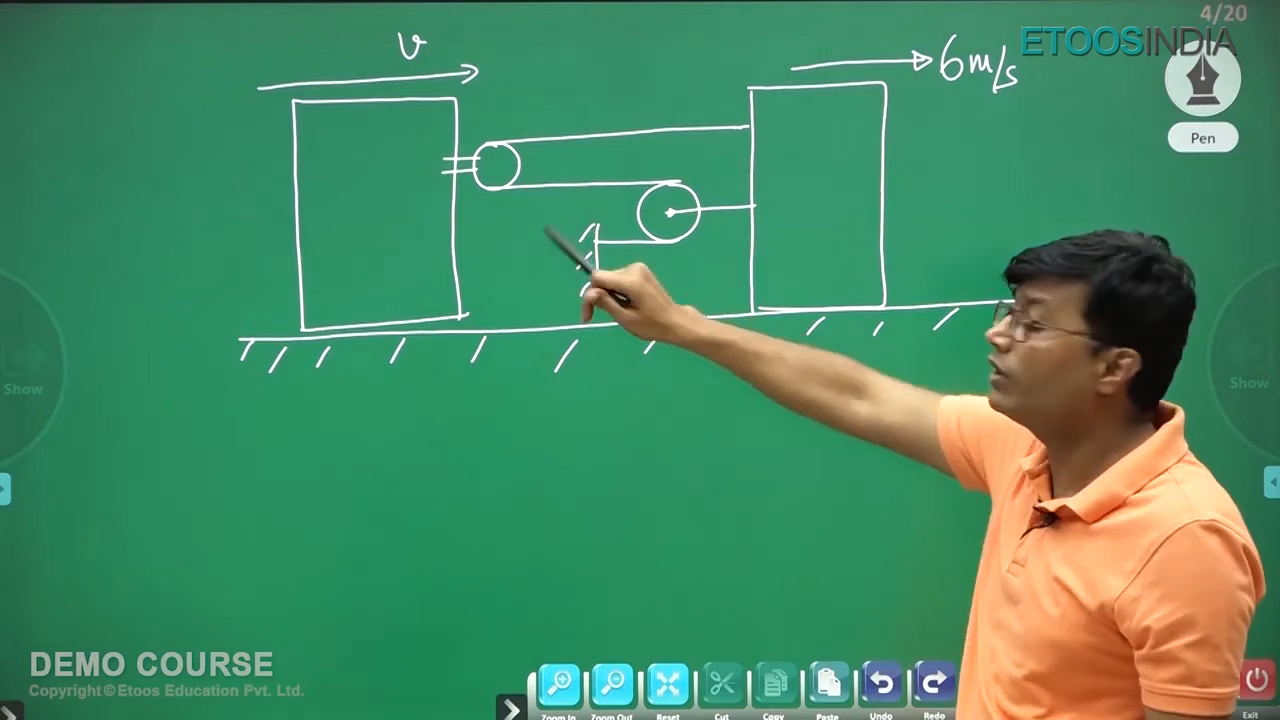 4/20
ETOOSINDIA
v
6 m/s
Pen
Show
Show
DEMO COURSE
Copyright © Etoos Education Pvt. Ltd.
Zoom In
Zoom Out
Reset
Cut
Copy
Paste
Undo
Redo
Exit